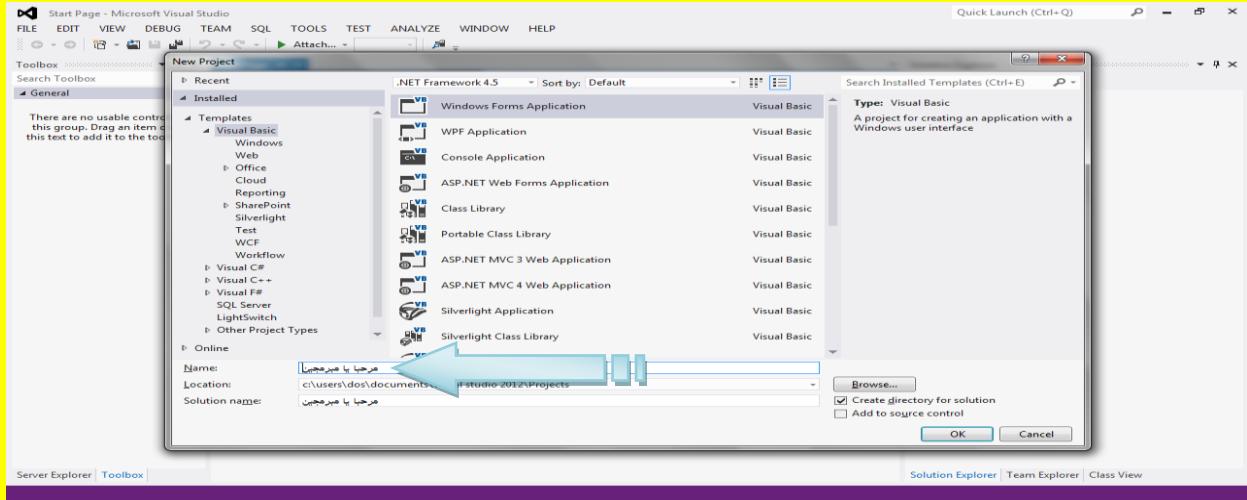 Start Page - Microsoft Visual Studio
Quick Launch (Ctrl+Q)
FILE EDIT VIEW DEBUG TEAM SQL TOOLS TEST ANALYZE WINDOW HELP
Attach...
Toolbox
Search Toolbox
General
There are no usable contro
this group. Drag an item o
this text to add it to the too
New Project
Recent
Installed
Templates
Visual Basic
Windows
Web
Office
Cloud
Reporting
SharePoint
Silverlight
Test
WCF
Workflow
Visual C#
Visual C++
Visual F#
SQL Server
LightSwitch
Other Project Types
Online
.NET Framework 4.5 Sort by: Default
Search Installed Templates (Ctrl+E)
Windows Forms Application Visual Basic
WPF Application Visual Basic
Console Application Visual Basic
ASP.NET Web Forms Application Visual Basic
Class Library Visual Basic
Portable Class Library Visual Basic
ASP.NET MVC 3 Web Application Visual Basic
ASP.NET MVC 4 Web Application Visual Basic
Silverlight Application Visual Basic
Silverlight Class Library Visual Basic
Type: Visual Basic
A project for creating an application with a
Windows user interface
Name: مرحبا يا مبرمجين
Location: c:\users\dos\documents studio 2012\Projects
Browse...
Solution name: مرحبا يا مبرمجين
Create directory for solution
Add to source control
OK Cancel
Server Explorer Toolbox
Solution Explorer Team Explorer Class View